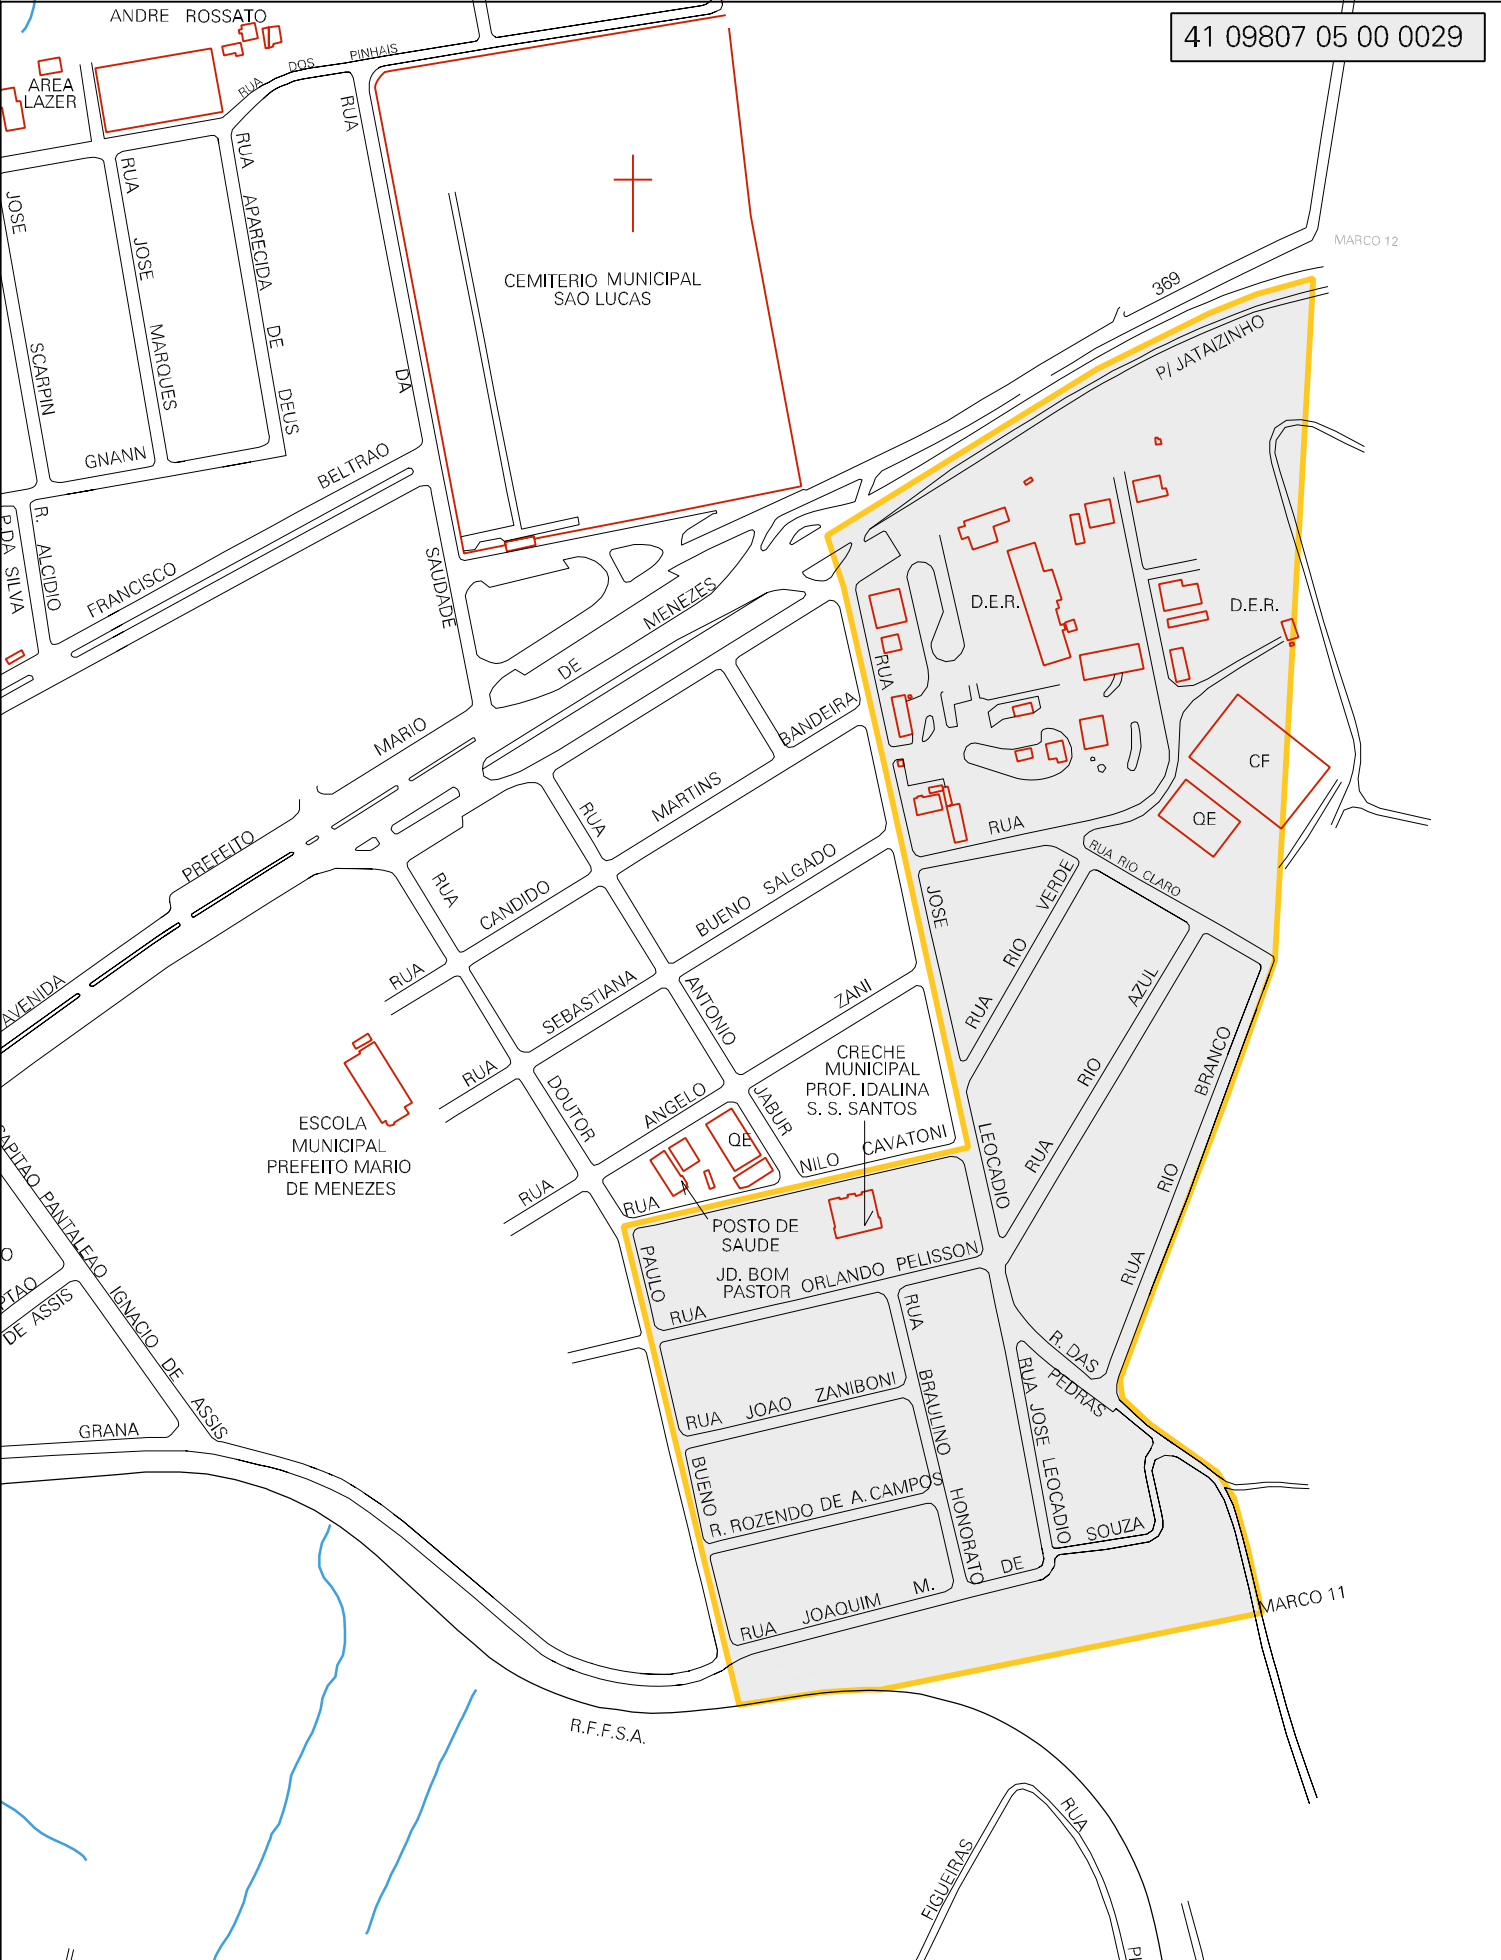 41 09807 05 00 0029
ANDRE ROSSATO
AREA
LAZER
RUA DOS PINHAIS
RUA DA SAUDADE
RUA APARECIDA DE DEUS
RUA JOSE MARQUES
JOSE SCARPIN
GNANN
R. ALCIDIO
P. DA SILVA
FRANCISCO BELTRAO
CEMITERIO MUNICIPAL
SAO LUCAS
369
MARCO 12
P/ JATAIZINHO
AVENIDA PREFEITO MARIO DE MENEZES
D.E.R.
D.E.R.
CF
QE
RUA
RUA RIO CLARO
RUA JOSE LEOCADIO
RUA RIO VERDE
RUA RIO AZUL
RUA RIO BRANCO
RUA CANDIDO MARTINS BANDEIRA
RUA SEBASTIANA BUENO SALGADO
RUA ANGELO ZANI
RUA NILO CAVATONI
RUA ANTONIO JABUR
RUA DOUTOR
PAULO BUENO
CRECHE
MUNICIPAL
PROF. IDALINA
S. S. SANTOS
ESCOLA
MUNICIPAL
PREFEITO MARIO
DE MENEZES
QE
POSTO DE
SAUDE
JD. BOM
PASTOR
RUA ORLANDO PELISSON
RUA JOAO ZANIBONI
R. ROZENDO DE A. CAMPOS
RUA JOAQUIM M. DE SOUZA
RUA BRAULINO HONORATO
RUA JOSE LEOCADIO
R. DAS PEDRAS
MARCO 11
CAPITAO PANTALEAO IGNACIO DE ASSIS
DE ASSIS
GRANA
R.F.F.S.A.
FIGUEIRAS
RUA